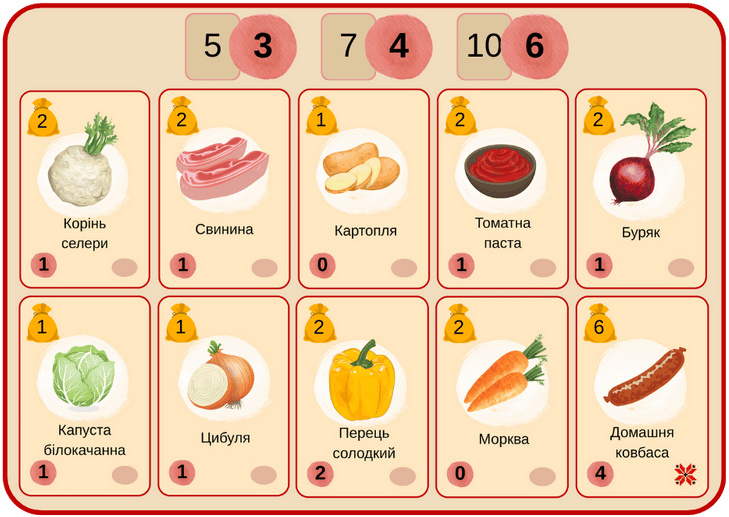 5 3 7 4 10 6
2
Корінь
селери
1
2
Свинина
1
1
Картопля
0
2
Томатна
паста
1
2
Буряк
1
1
Капуста
білокачанна
1
1
Цибуля
1
2
Перець
солодкий
2
2
Морква
0
6
Домашня
ковбаса
4